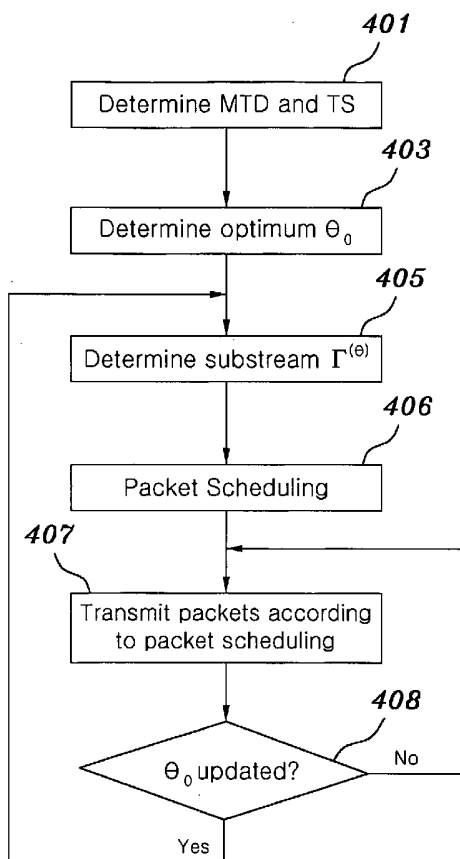 401
Determine MTD and TS
403
Determine optimum θ₀
405
Determine substream Γ⁽θ⁾
406
Packet Scheduling
407
Transmit packets according
to packet scheduling
408
θ₀ updated?
No
Yes